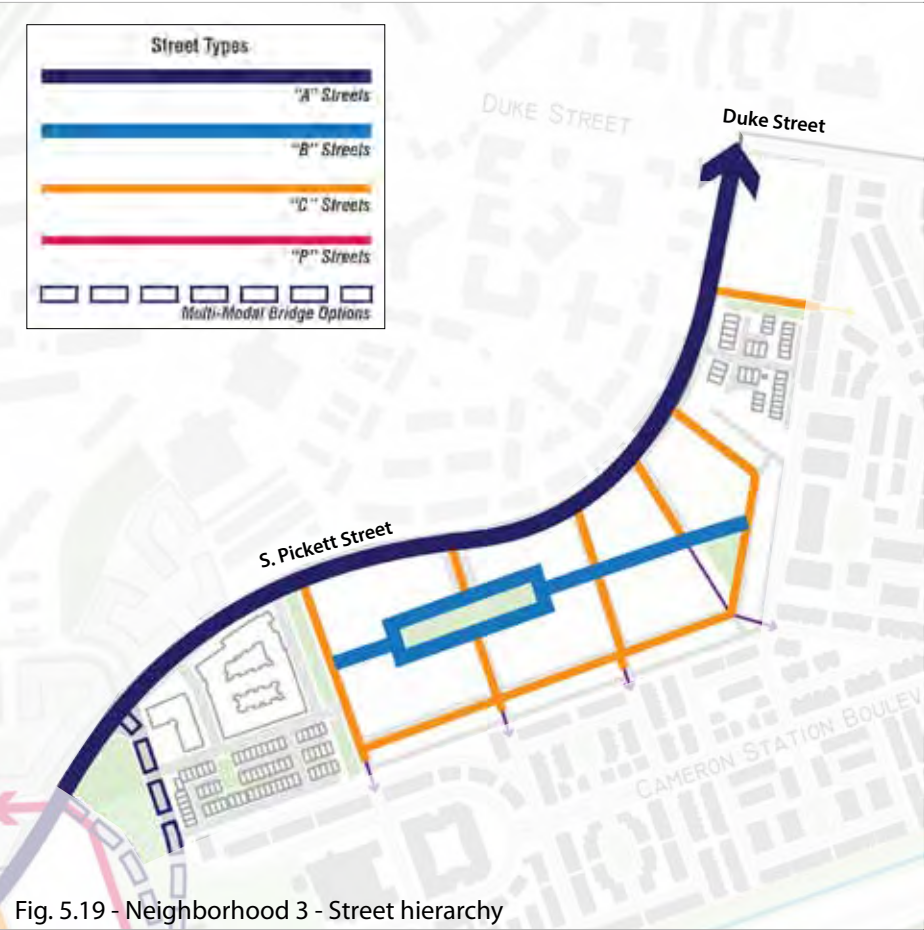 Street Types
"A" Streets
"B" Streets
"C" Streets
"P" Streets
Multi-Modal Bridge Options
DUKE STREET
Duke Street
S. Pickett Street
CAMERON STATION BOULEV
Fig. 5.19 - Neighborhood 3 - Street hierarchy